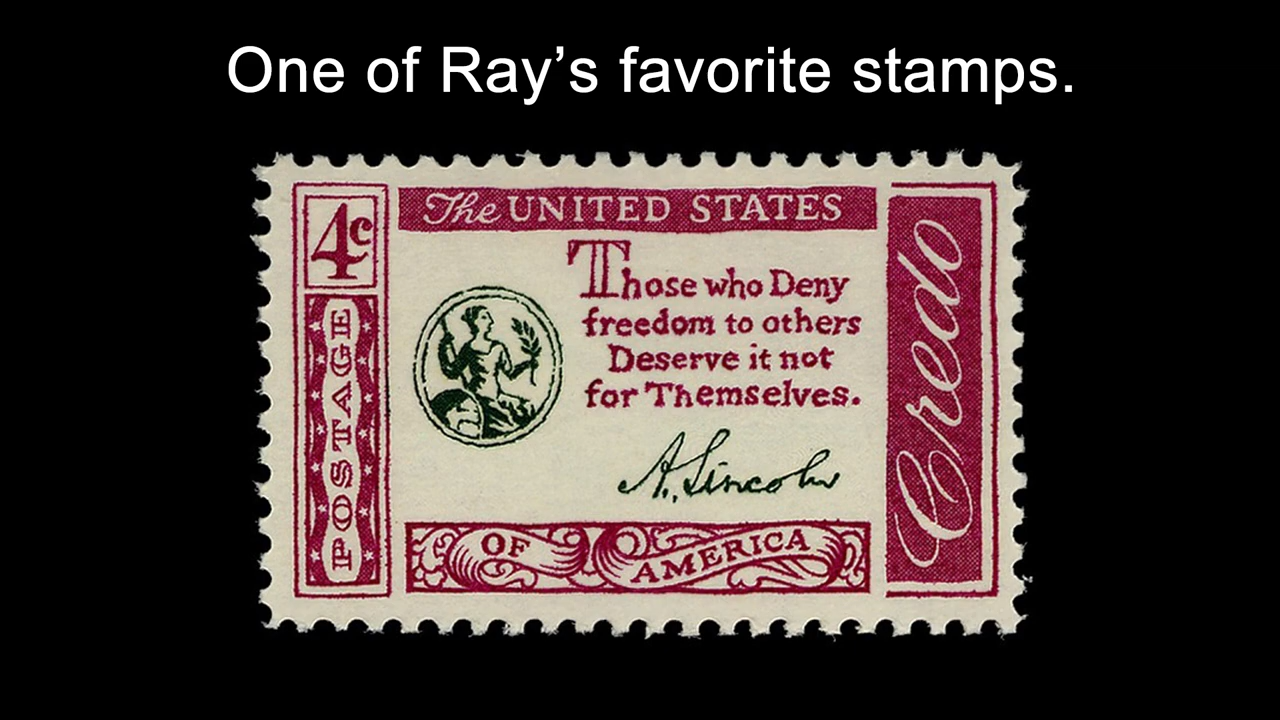 One of Ray’s favorite stamps.
4c
POSTAGE
The UNITED STATES
Those who Deny
freedom to others
Deserve it not
for Themselves.
A. Lincoln
OF AMERICA
Credo